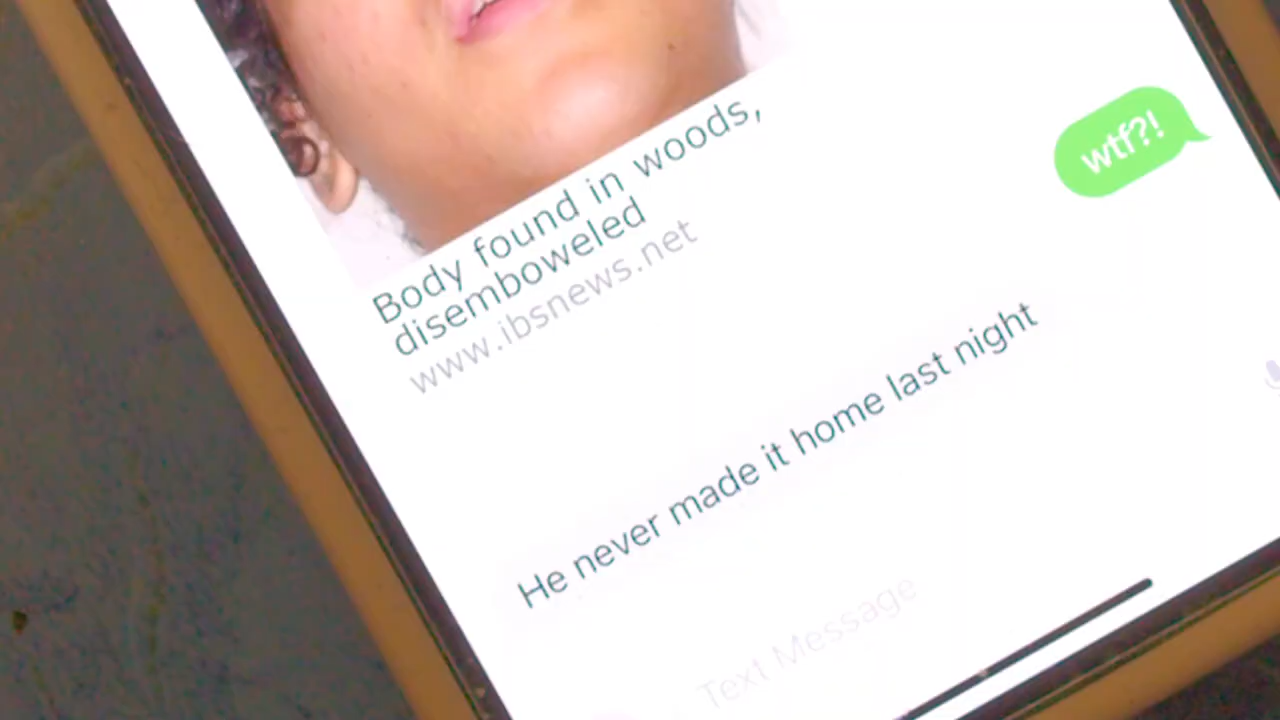 wtf?!
Body found in woods,
disemboweled
www.ibsnews.net
He never made it home last night
Text Message